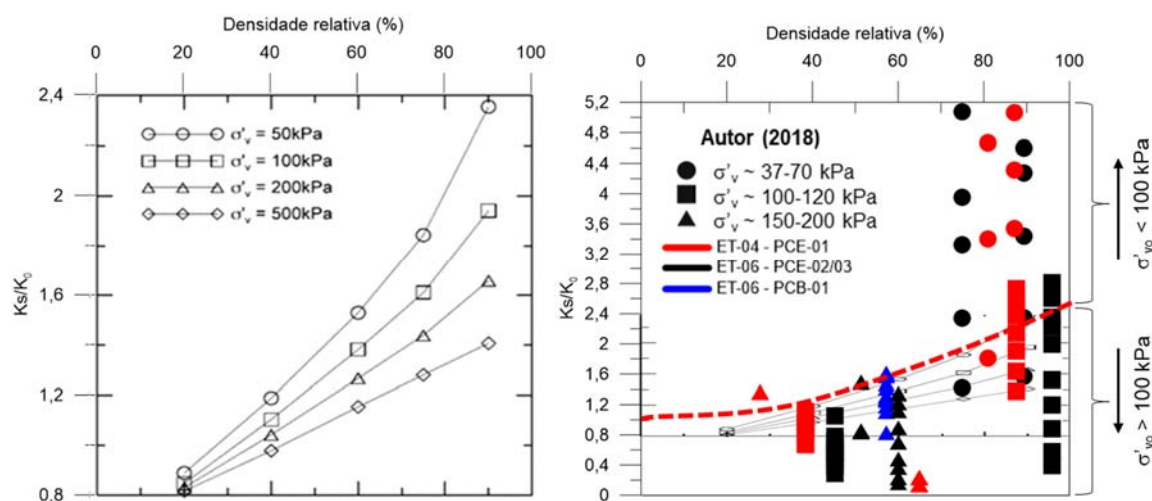 Densidade relativa (%)
0 20 40 60 80 100
2,4
2
1,6
1,2
0,8
Ks/K₀
σ'ᵥ = 50kPa
σ'ᵥ = 100kPa
σ'ᵥ = 200kPa
σ'ᵥ = 500kPa
Densidade relativa (%)
0 20 40 60 80 100
5,2
4,8
4,4
4
3,6
3,2
2,8
2,4
2
1,6
1,2
0,8
0,4
0
Ks/K₀
Autor (2018)
σ'ᵥ ~ 37-70 kPa
σ'ᵥ ~ 100-120 kPa
σ'ᵥ ~ 150-200 kPa
ET-04 - PCE-01
ET-06 - PCE-02/03
ET-06 - PCB-01
σ'ᵥₒ < 100 kPa
σ'ᵥₒ > 100 kPa